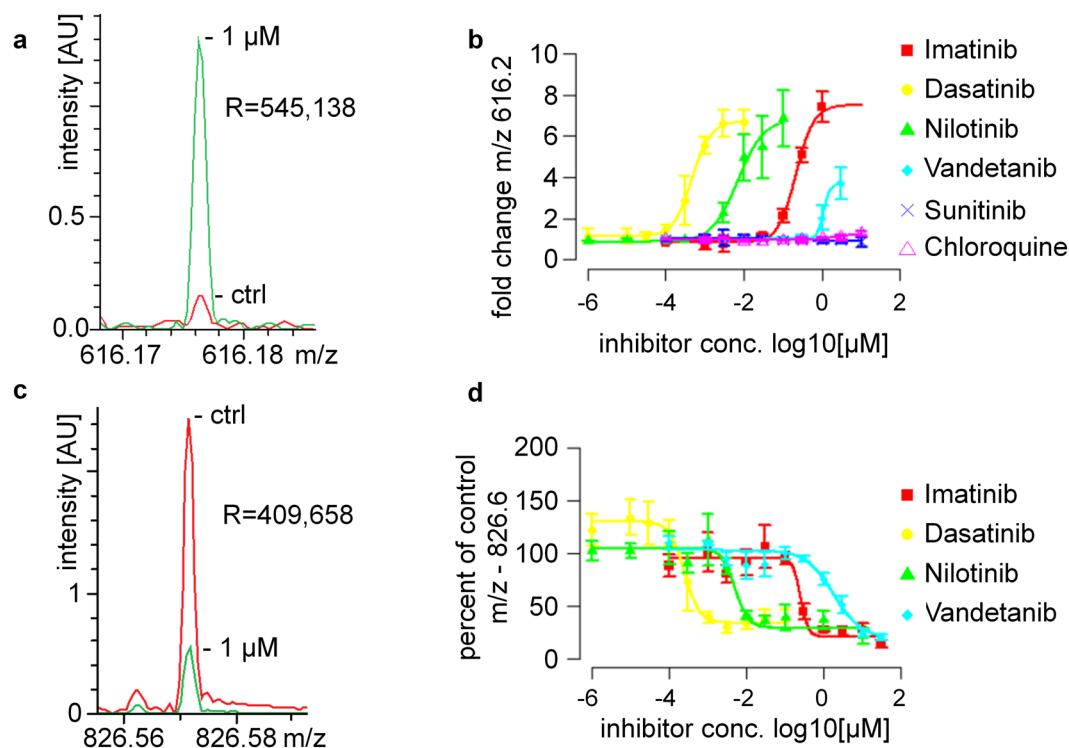 a
intensity [AU]
- 1 µM
R=545,138
0.5
- ctrl
0.0
616.17 616.18 m/z
b
fold change m/z 616.2
10
8
6
4
2
0
-6 -4 -2 0 2
inhibitor conc. log10[µM]
Imatinib
Dasatinib
Nilotinib
Vandetanib
Sunitinib
Chloroquine
c
intensity [AU]
- ctrl
R=409,658
1
- 1 µM
0
826.56 826.58 m/z
d
percent of control
m/z - 826.6
200
150
100
50
0
-6 -4 -2 0 2
inhibitor conc. log10[µM]
Imatinib
Dasatinib
Nilotinib
Vandetanib